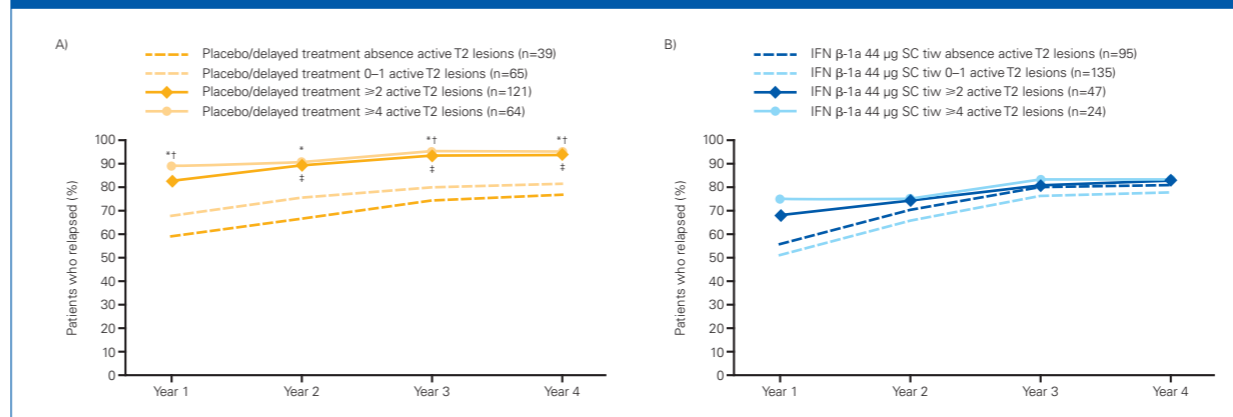 A)
Placebo/delayed treatment absence active T2 lesions (n=39)
Placebo/delayed treatment 0–1 active T2 lesions (n=65)
Placebo/delayed treatment ≥2 active T2 lesions (n=121)
Placebo/delayed treatment ≥4 active T2 lesions (n=64)
Patients who relapsed (%)
100
90
80
70
60
50
40
30
20
10
0
*†
*
‡
*†
‡
*†
‡
Year 1
Year 2
Year 3
Year 4
B)
IFN β-1a 44 μg SC tiw absence active T2 lesions (n=95)
IFN β-1a 44 μg SC tiw 0–1 active T2 lesions (n=135)
IFN β-1a 44 μg SC tiw ≥2 active T2 lesions (n=47)
IFN β-1a 44 μg SC tiw ≥4 active T2 lesions (n=24)
Patients who relapsed (%)
100
90
80
70
60
50
40
30
20
10
0
Year 1
Year 2
Year 3
Year 4